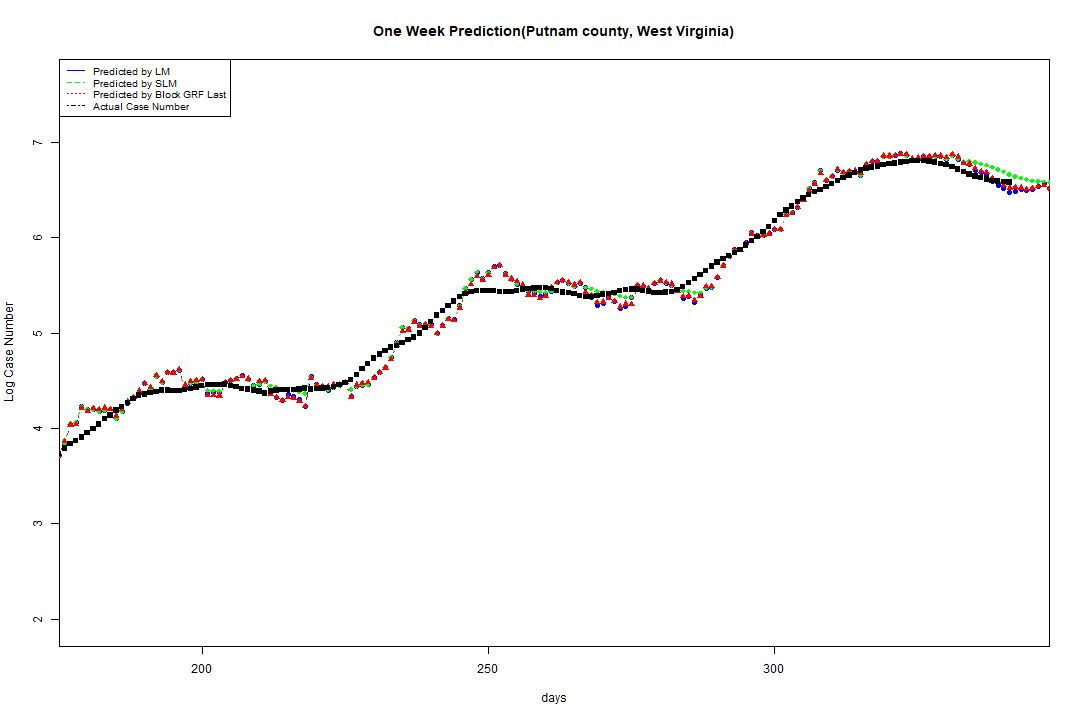 One Week Prediction(Putnam county, West Virginia)
Predicted by LM
Predicted by SLM
Predicted by Block GRF Last
Actual Case Number
Log Case Number
7
6
5
4
3
2
200 250 300
days